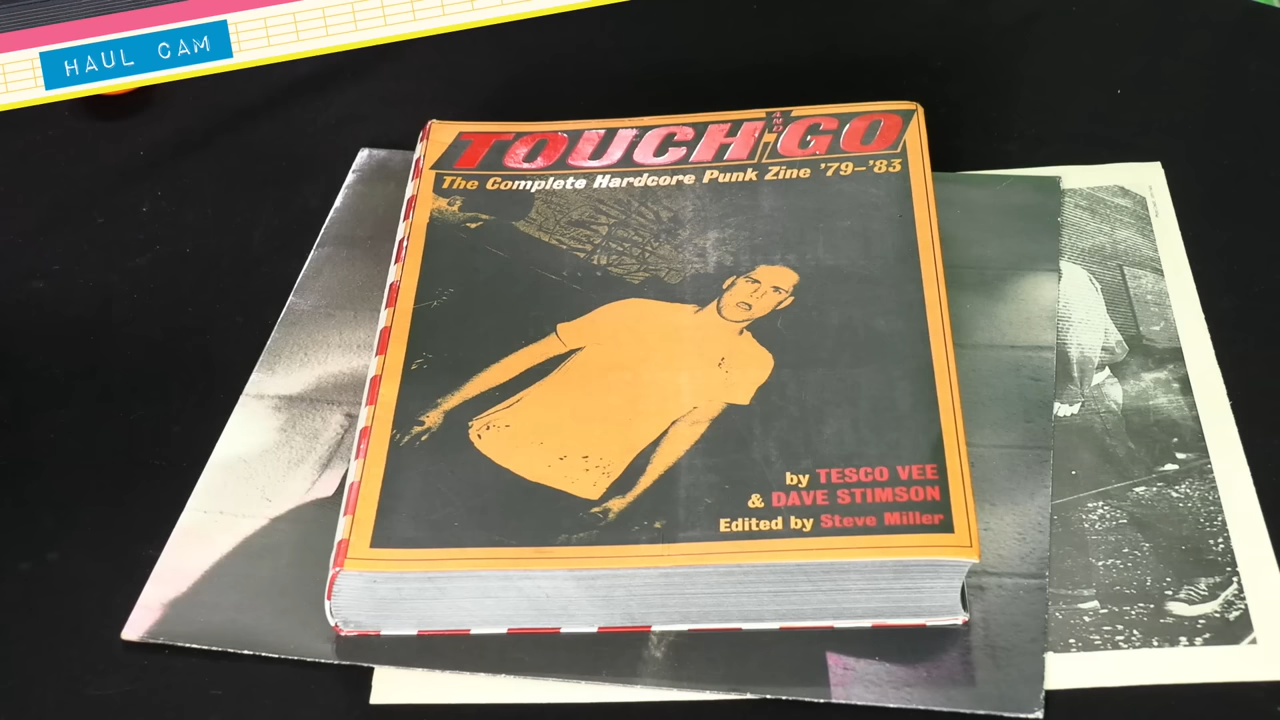 HAUL CAM
TOUCH AND GO
The Complete Hardcore Punk Zine '79-'83
by TESCO VEE
& DAVE STIMSON
Edited by Steve Miller